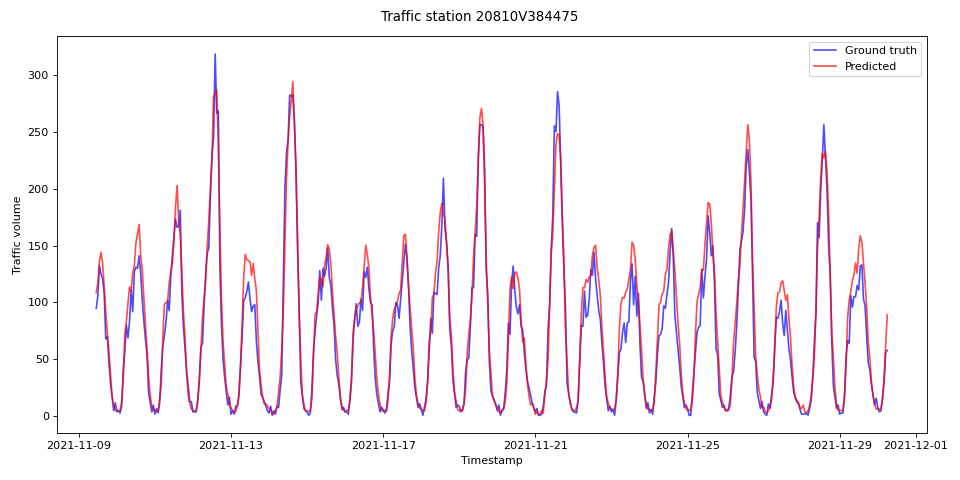 Traffic station 20810V384475
Ground truth
Predicted
300
250
200
150
100
50
0
Traffic volume
2021-11-09
2021-11-13
2021-11-17
2021-11-21
2021-11-25
2021-11-29
2021-12-01
Timestamp